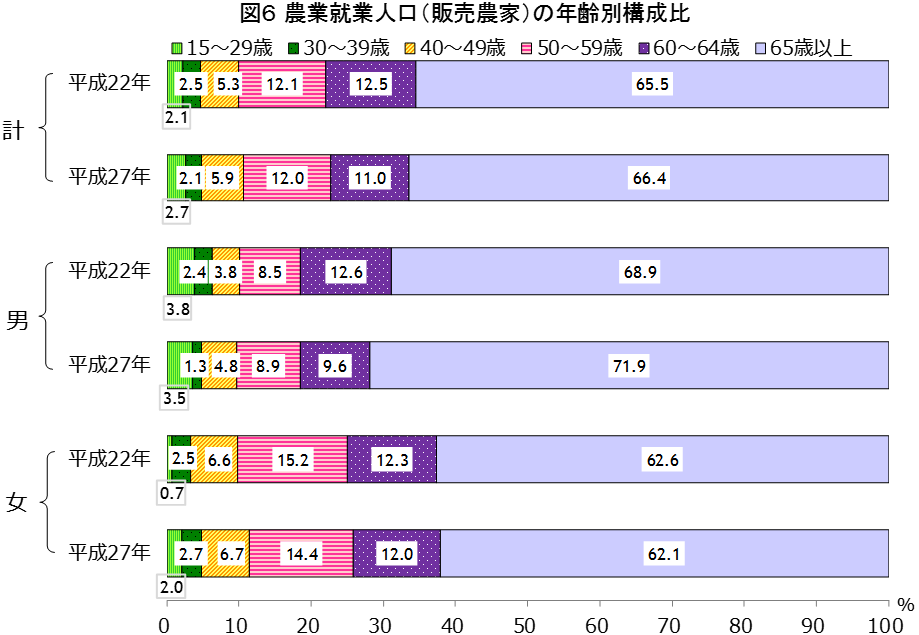 図6 農業就業人口（販売農家）の年齢別構成比
15～29歳 30～39歳 40～49歳 50～59歳 60～64歳 65歳以上
計
平成22年 2.5 5.3 12.1 12.5 65.5
2.1
平成27年 2.1 5.9 12.0 11.0 66.4
2.7
男
平成22年 2.4 3.8 8.5 12.6 68.9
3.8
平成27年 1.3 4.8 8.9 9.6 71.9
3.5
女
平成22年 2.5 6.6 15.2 12.3 62.6
0.7
平成27年 2.7 6.7 14.4 12.0 62.1
2.0
0 10 20 30 40 50 60 70 80 90 100 %